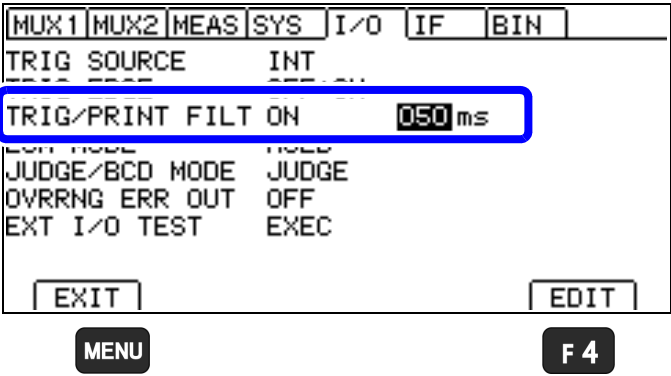 MUX1 MUX2 MEAS SYS I/O IF BIN
TRIG SOURCE INT
TRIG/PRINT FILT ON 050 ms
JUDGE/BCD MODE JUDGE
OVRRNG ERR OUT OFF
EXT I/O TEST EXEC
EXIT EDIT
MENU F 4